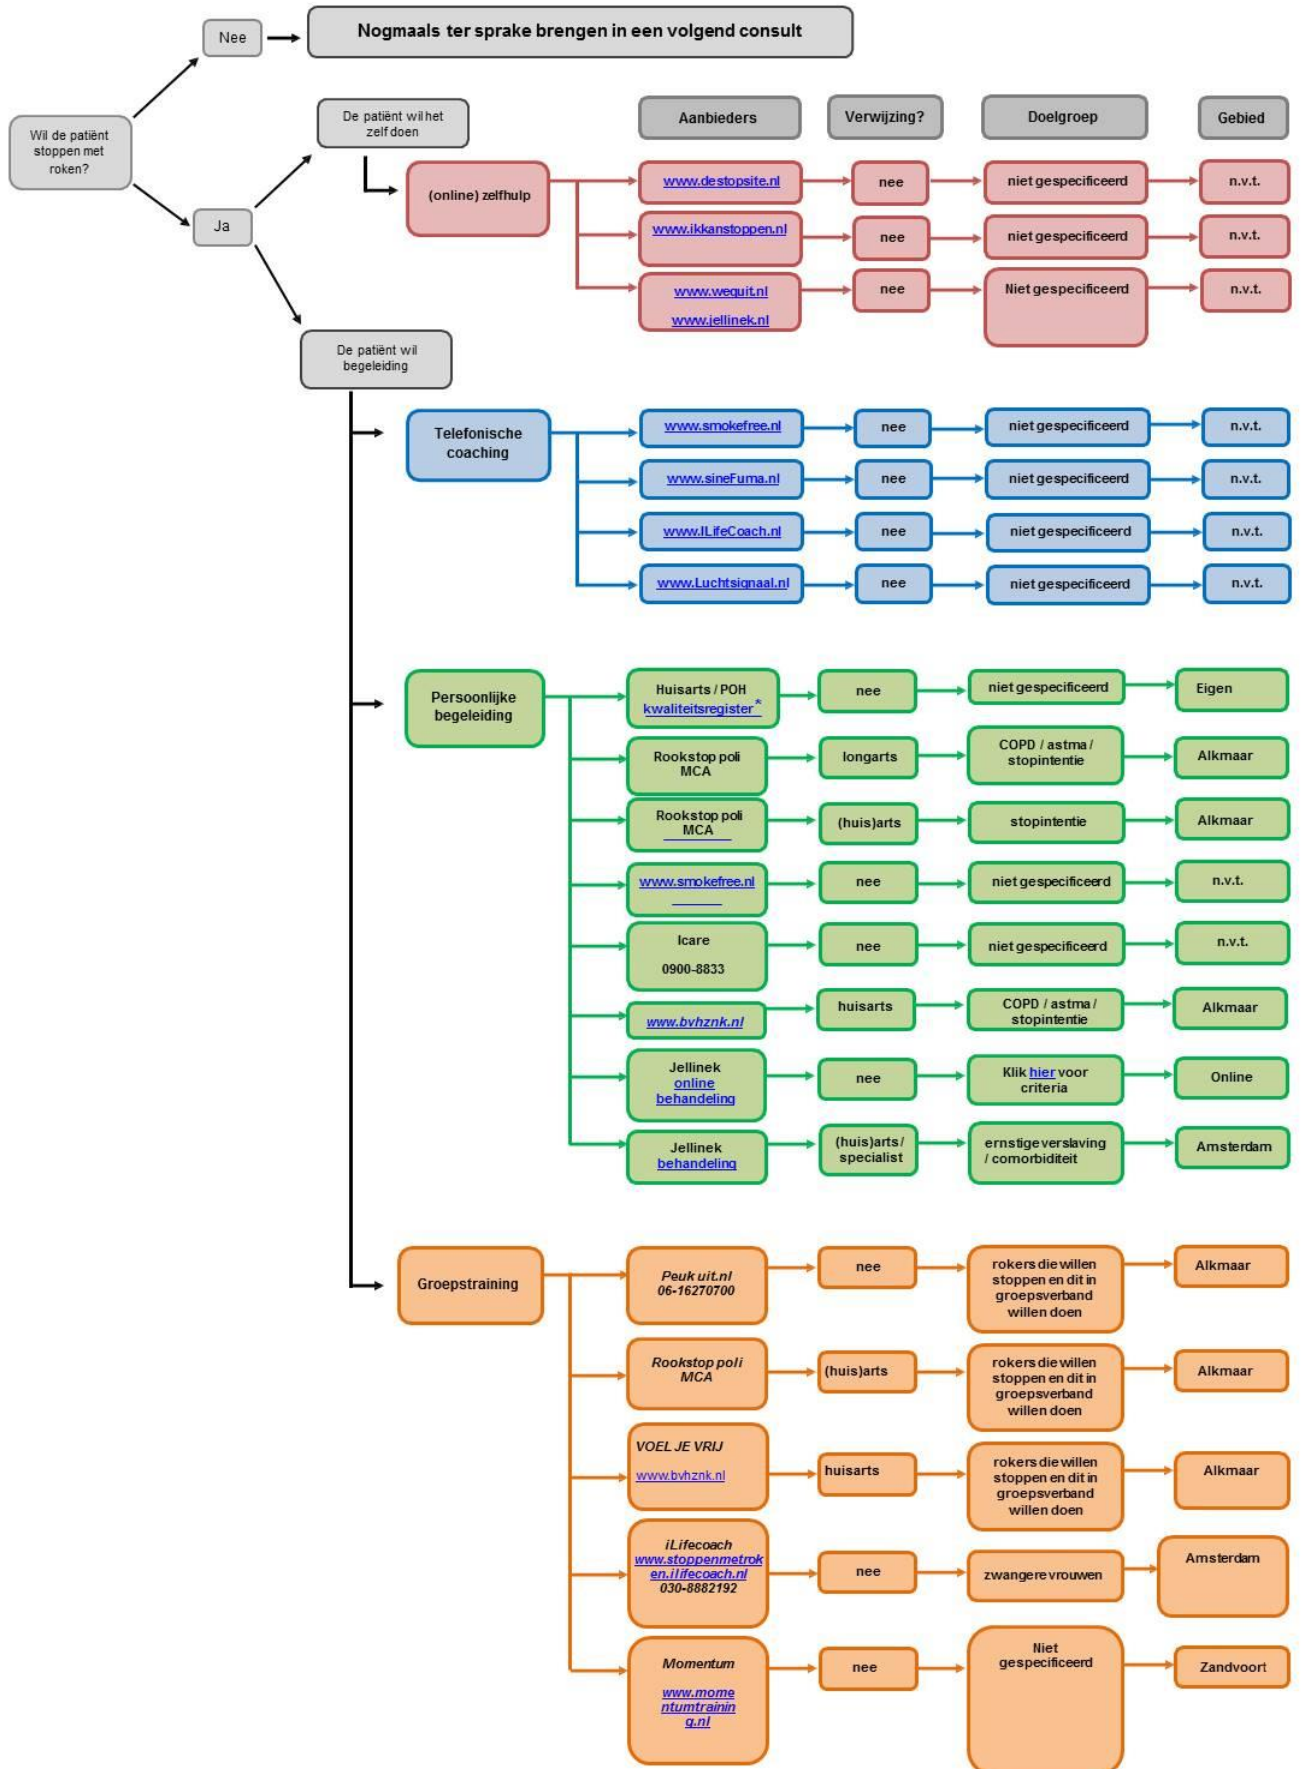 Nee
Nogmaals ter sprake brengen in een volgend consult
Wil de patiënt
stoppen met
roken?
Ja
De patiënt wil het
zelf doen
Aanbieders
Verwijzing?
Doelgroep
Gebied
(online) zelfhulp
www.destopsite.nl
nee
niet gespecificeerd
n.v.t.
www.ikkanstoppen.nl
nee
niet gespecificeerd
n.v.t.
www.wequit.nl
www.jellinek.nl
nee
Niet gespecificeerd
n.v.t.
De patiënt wil
begeleiding
Telefonische
coaching
www.smokefree.nl
nee
niet gespecificeerd
n.v.t.
www.sineFuma.nl
nee
niet gespecificeerd
n.v.t.
www.ILifeCoach.nl
nee
niet gespecificeerd
n.v.t.
www.Luchtsignaal.nl
nee
niet gespecificeerd
n.v.t.
Persoonlijke
begeleiding
Huisarts / POH
kwaliteitsregister*
nee
niet gespecificeerd
Eigen
Rookstop poli
MCA
longarts
COPD / astma /
stopintentie
Alkmaar
Rookstop poli
MCA
(huis)arts
stopintentie
Alkmaar
www.smokefree.nl
nee
niet gespecificeerd
n.v.t.
Icare
0900-8833
nee
niet gespecificeerd
n.v.t.
www.bvhznk.nl
huisarts
COPD / astma /
stopintentie
Alkmaar
Jellinek
online
behandeling
nee
Klik hier voor
criteria
Online
Jellinek
behandeling
(huis)arts /
specialist
ernstige verslaving
/ comorbiditeit
Amsterdam
Groepstraining
Peuk uit.nl
06-16270700
nee
rokers die willen
stoppen en dit in
groepsverband
willen doen
Alkmaar
Rookstop poli
MCA
(huis)arts
rokers die willen
stoppen en dit in
groepsverband
willen doen
Alkmaar
VOEL JE VRIJ
www.bvhznk.nl
huisarts
rokers die willen
stoppen en dit in
groepsverband
willen doen
Alkmaar
iLifecoach
www.stoppenmetrok
en.ilifecoach.nl
030-8882192
nee
zwangere vrouwen
Amsterdam
Momentum
www.mome
ntumtrainin
g.nl
nee
Niet
gespecificeerd
Zandvoort